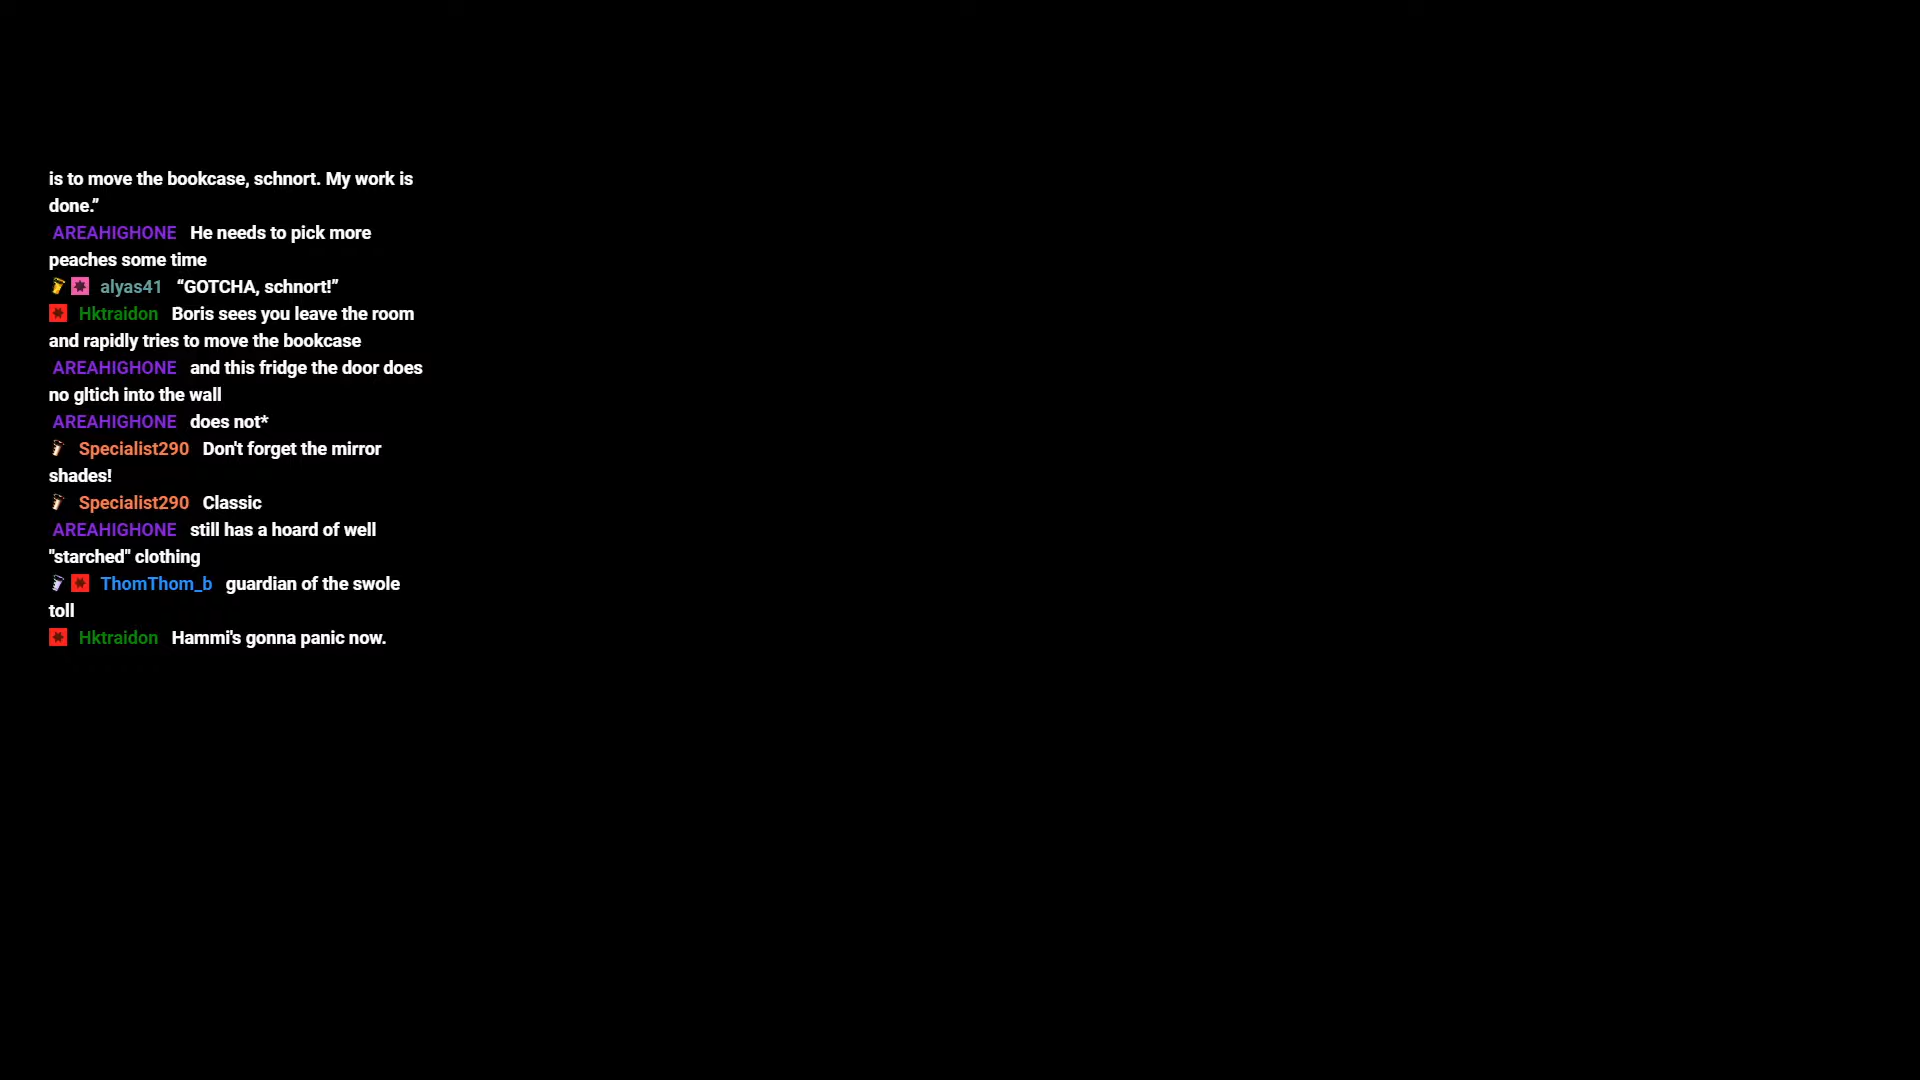 is to move the bookcase, schnort. My work is
done.”
AREAHIGHONE He needs to pick more
peaches some time
alyas41 “GOTCHA, schnort!”
Hktraidon Boris sees you leave the room
and rapidly tries to move the bookcase
AREAHIGHONE and this fridge the door does
no gltich into the wall
AREAHIGHONE does not*
Specialist290 Don't forget the mirror
shades!
Specialist290 Classic
AREAHIGHONE still has a hoard of well
"starched" clothing
ThomThom_b guardian of the swole
toll
Hktraidon Hammi's gonna panic now.